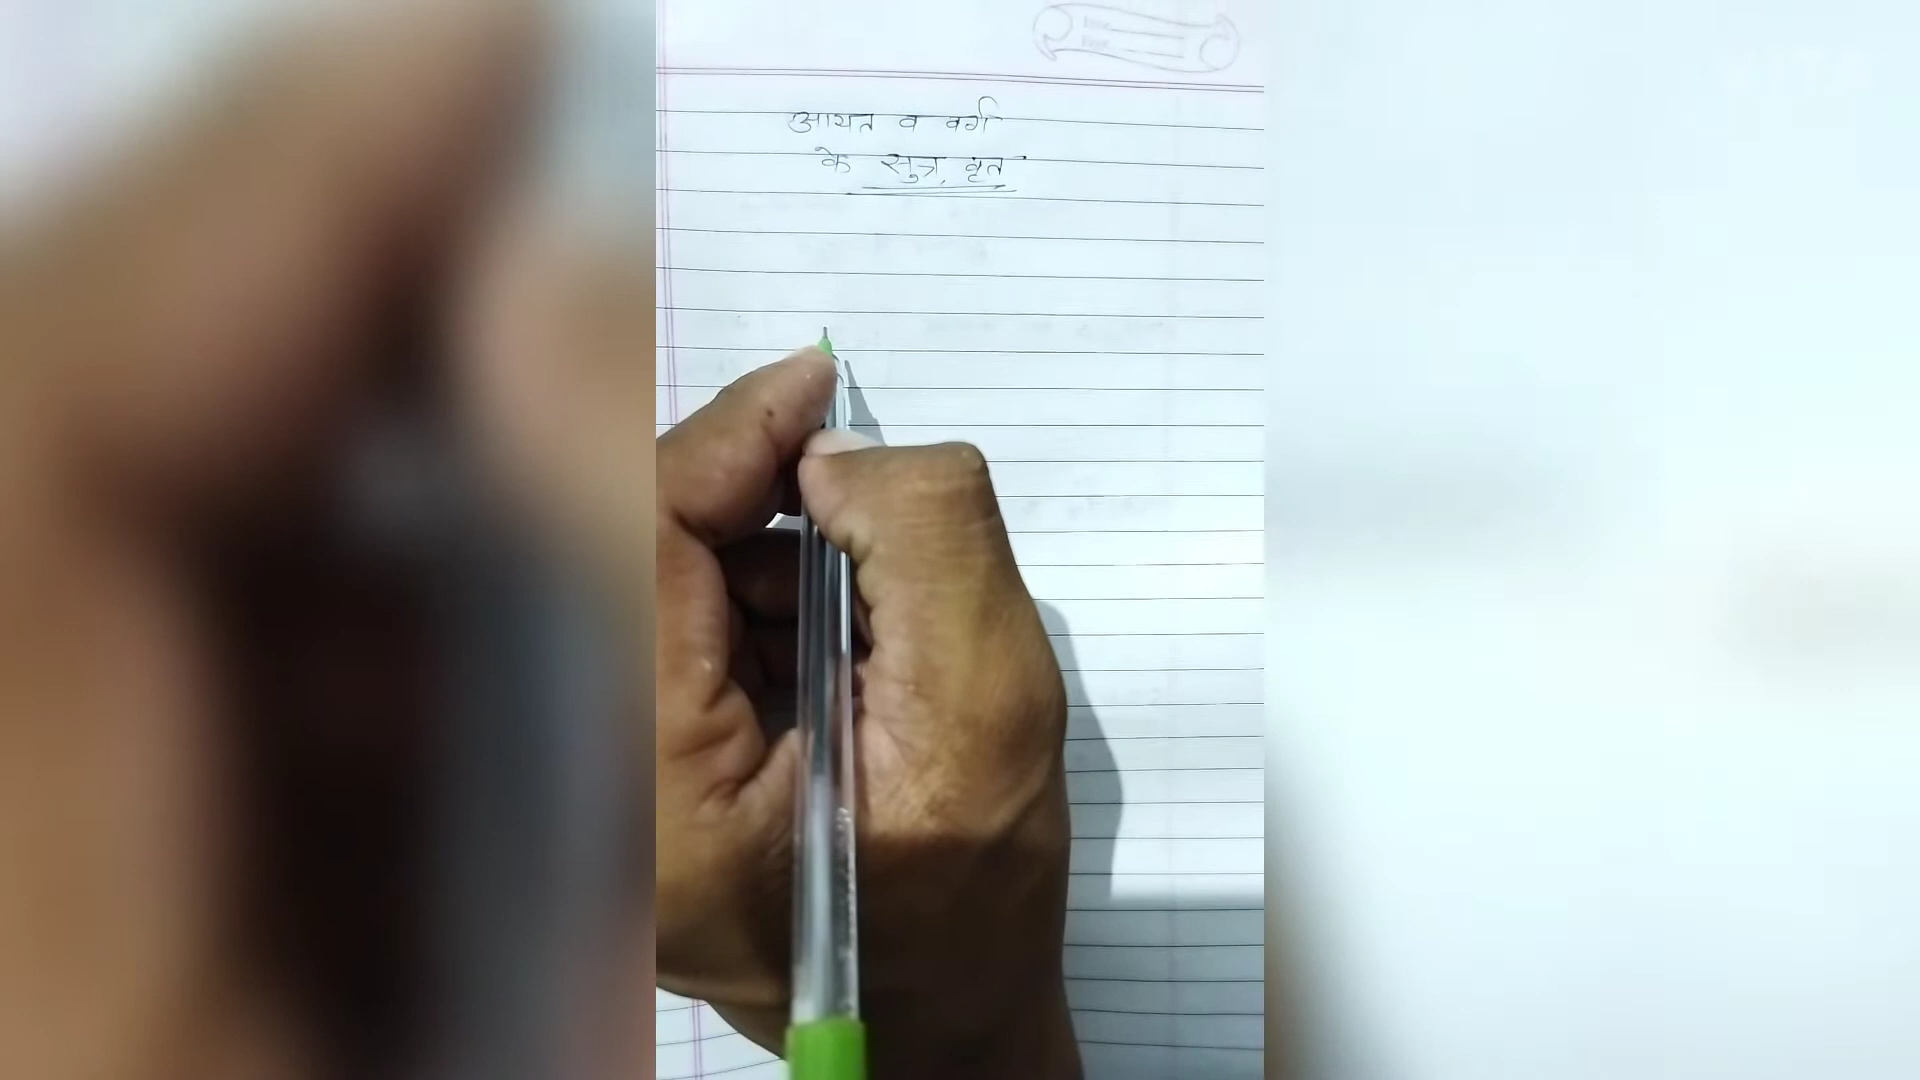 आयत व वर्ग
के सुत्र, वृत